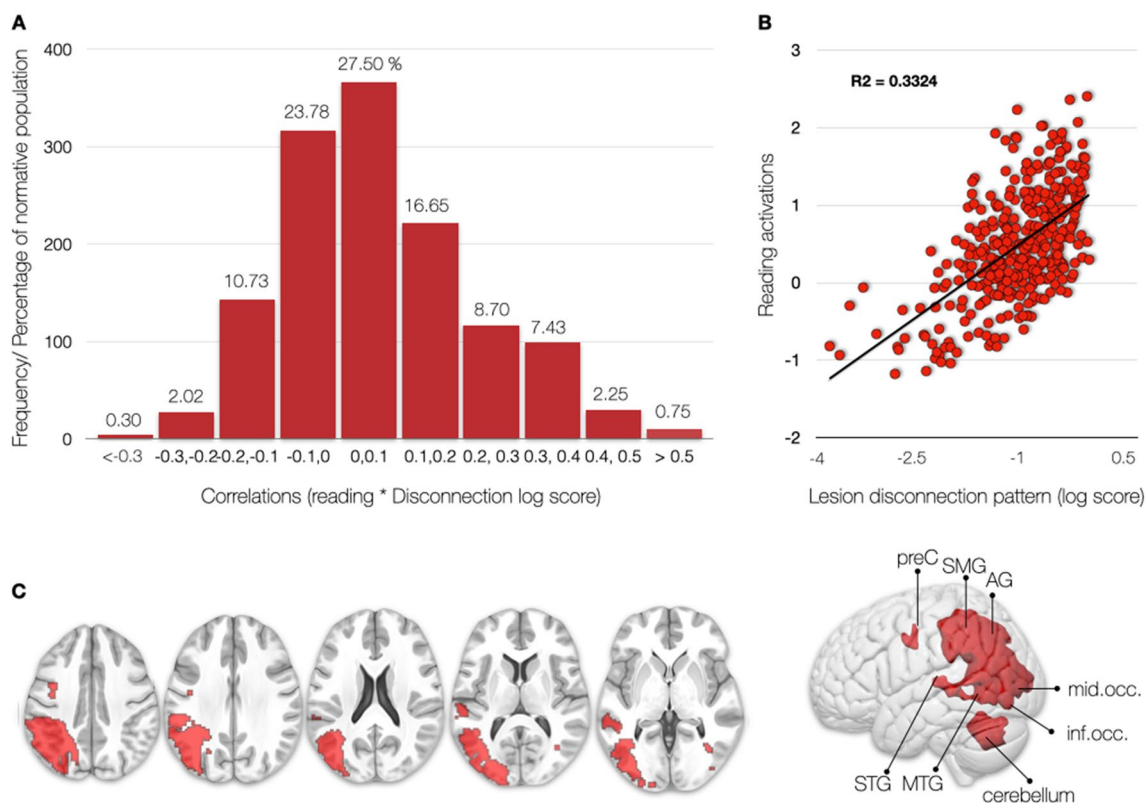 A
Frequency/ Percentage of normative population
400
300
200
100
0
0.30
2.02
10.73
23.78
27.50 %
16.65
8.70
7.43
2.25
0.75
<-0.3
-0.3,-0.2
-0.2,-0.1
-0.1,0
0,0.1
0.1,0.2
0.2, 0.3
0.3, 0.4
0.4, 0.5
> 0.5
Correlations (reading * Disconnection log score)
B
R2 = 0.3324
Reading activations
3
2
1
0
-1
-2
-4
-2.5
-1
0.5
Lesion disconnection pattern (log score)
C
preC
SMG
AG
mid.occ.
inf.occ.
STG
MTG
cerebellum